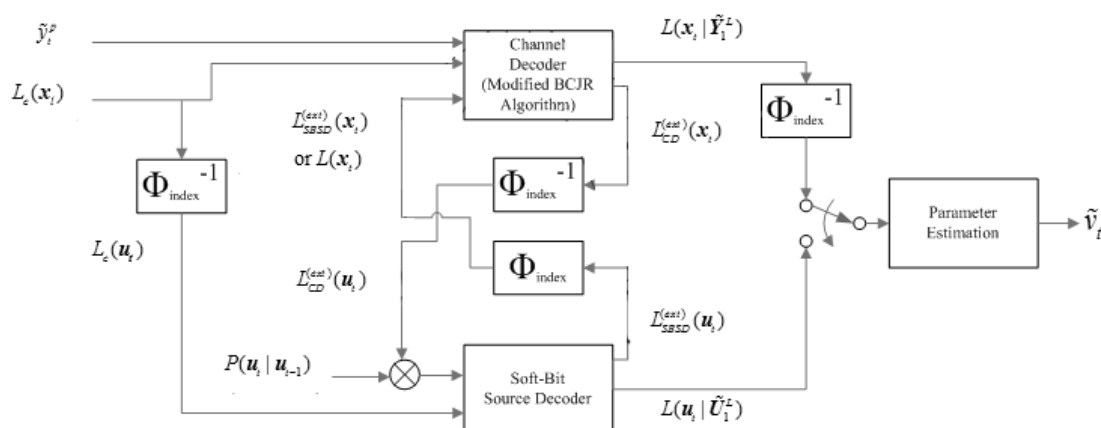 ỹ_t^p
L_c(x_t)
Channel
Decoder
(Modified BCJR
Algorithm)
L(x_t | Ỹ_1^L)
Φ_index^-1
L_SBSD^(ext)(x_t)
or L(x_t)
L_CD^(ext)(x_t)
Φ_index^-1
Φ_index^-1
L_c(u_t)
L_CD^(ext)(u_t)
Φ_index
Parameter
Estimation
ṽ_t
L_SBSD^(ext)(u_t)
P(u_t | u_t-1)
Soft-Bit
Source Decoder
L(u_t | Ũ_1^L)